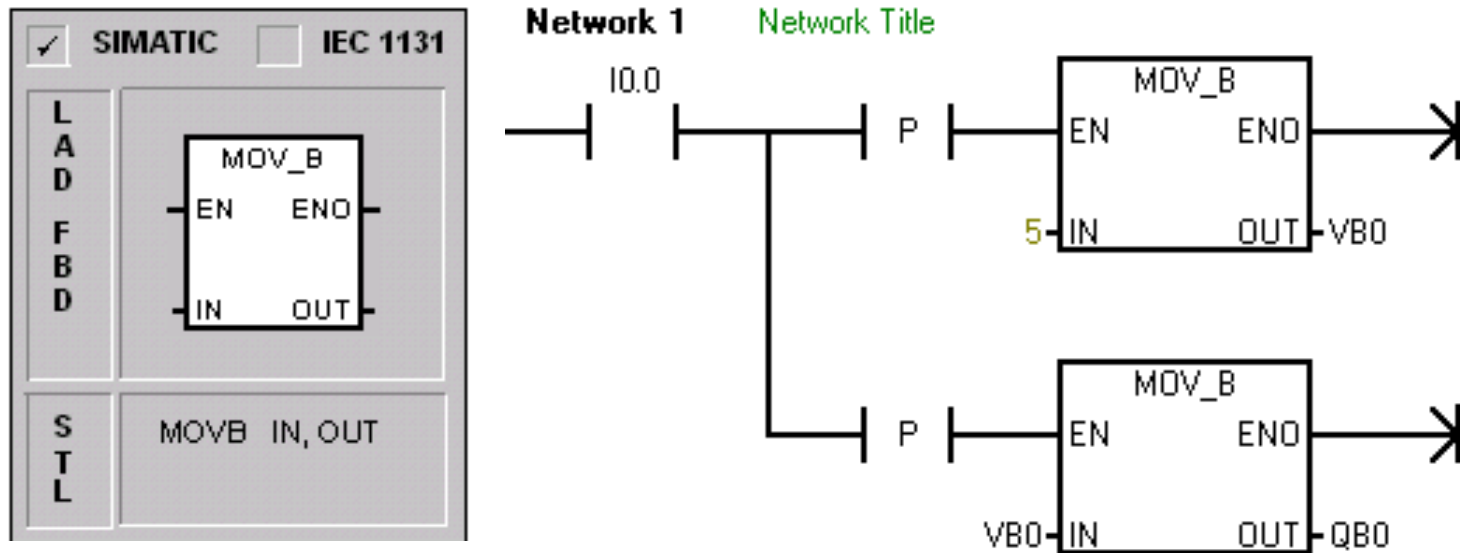 ✓ SIMATIC IEC 1131
LAD
FBD
MOV_B
EN ENO
IN OUT
STL
MOVB IN, OUT
Network 1 Network Title
I0.0
P
MOV_B
EN ENO
5 IN OUT VB0
P
MOV_B
EN ENO
VB0 IN OUT QB0